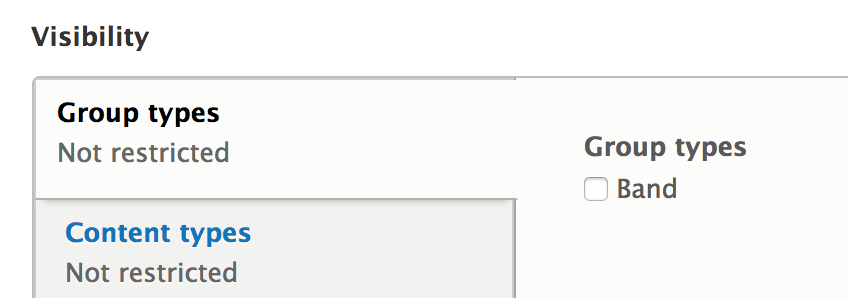 Visibility
Group types
Not restricted
Content types
Not restricted
Group types
Band